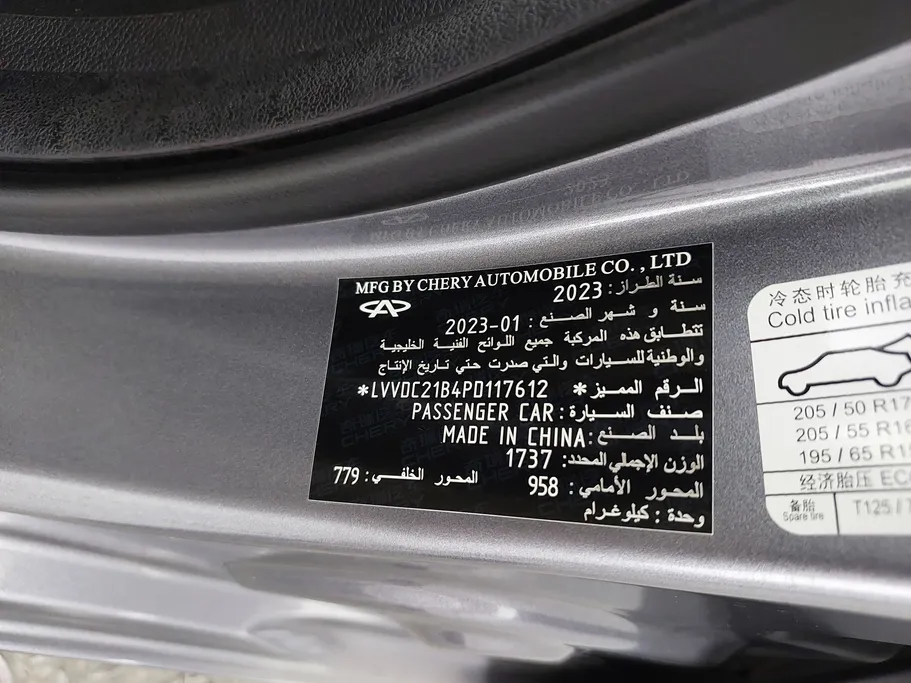 MFG BY CHERY AUTOMOBILE CO. , LTD
سنة الطراز: 2023
سنة و شهر الصنع : 2023-01
تتطابق هذه المركبة جميع اللوائح الفنية الخليجية
والوطنية للسيارات والتي صدرت حتي تاريخ الإنتاج
الرقم المميز: *LVVDC21B4PD117612*
صنف السيارة: PASSENGER CAR
بلد الصنع: MADE IN CHINA
الوزن الإجمالي المحدد: 1737
المحور الأمامي: 958 المحور الخلفي: 779
وحدة : كيلوغرام
冷态时轮胎充
Cold tire infla
205 / 50 R17
205 / 55 R16
195 / 65 R15
经济胎压 EC
备胎
Spare tire
T125 / 7